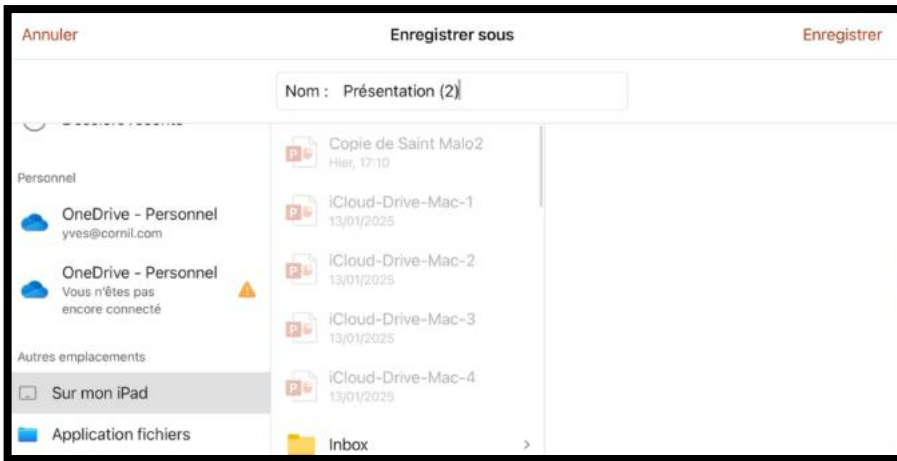 Annuler
Enregistrer sous
Enregistrer
Nom : Présentation (2)
Personnel
OneDrive - Personnel
yves@cornil.com
OneDrive - Personnel
Vous n'êtes pas
encore connecté
Autres emplacements
Sur mon iPad
Application fichiers
Copie de Saint Malo2
Hier, 17:10
iCloud-Drive-Mac-1
13/01/2025
iCloud-Drive-Mac-2
13/01/2025
iCloud-Drive-Mac-3
13/01/2025
iCloud-Drive-Mac-4
13/01/2025
Inbox